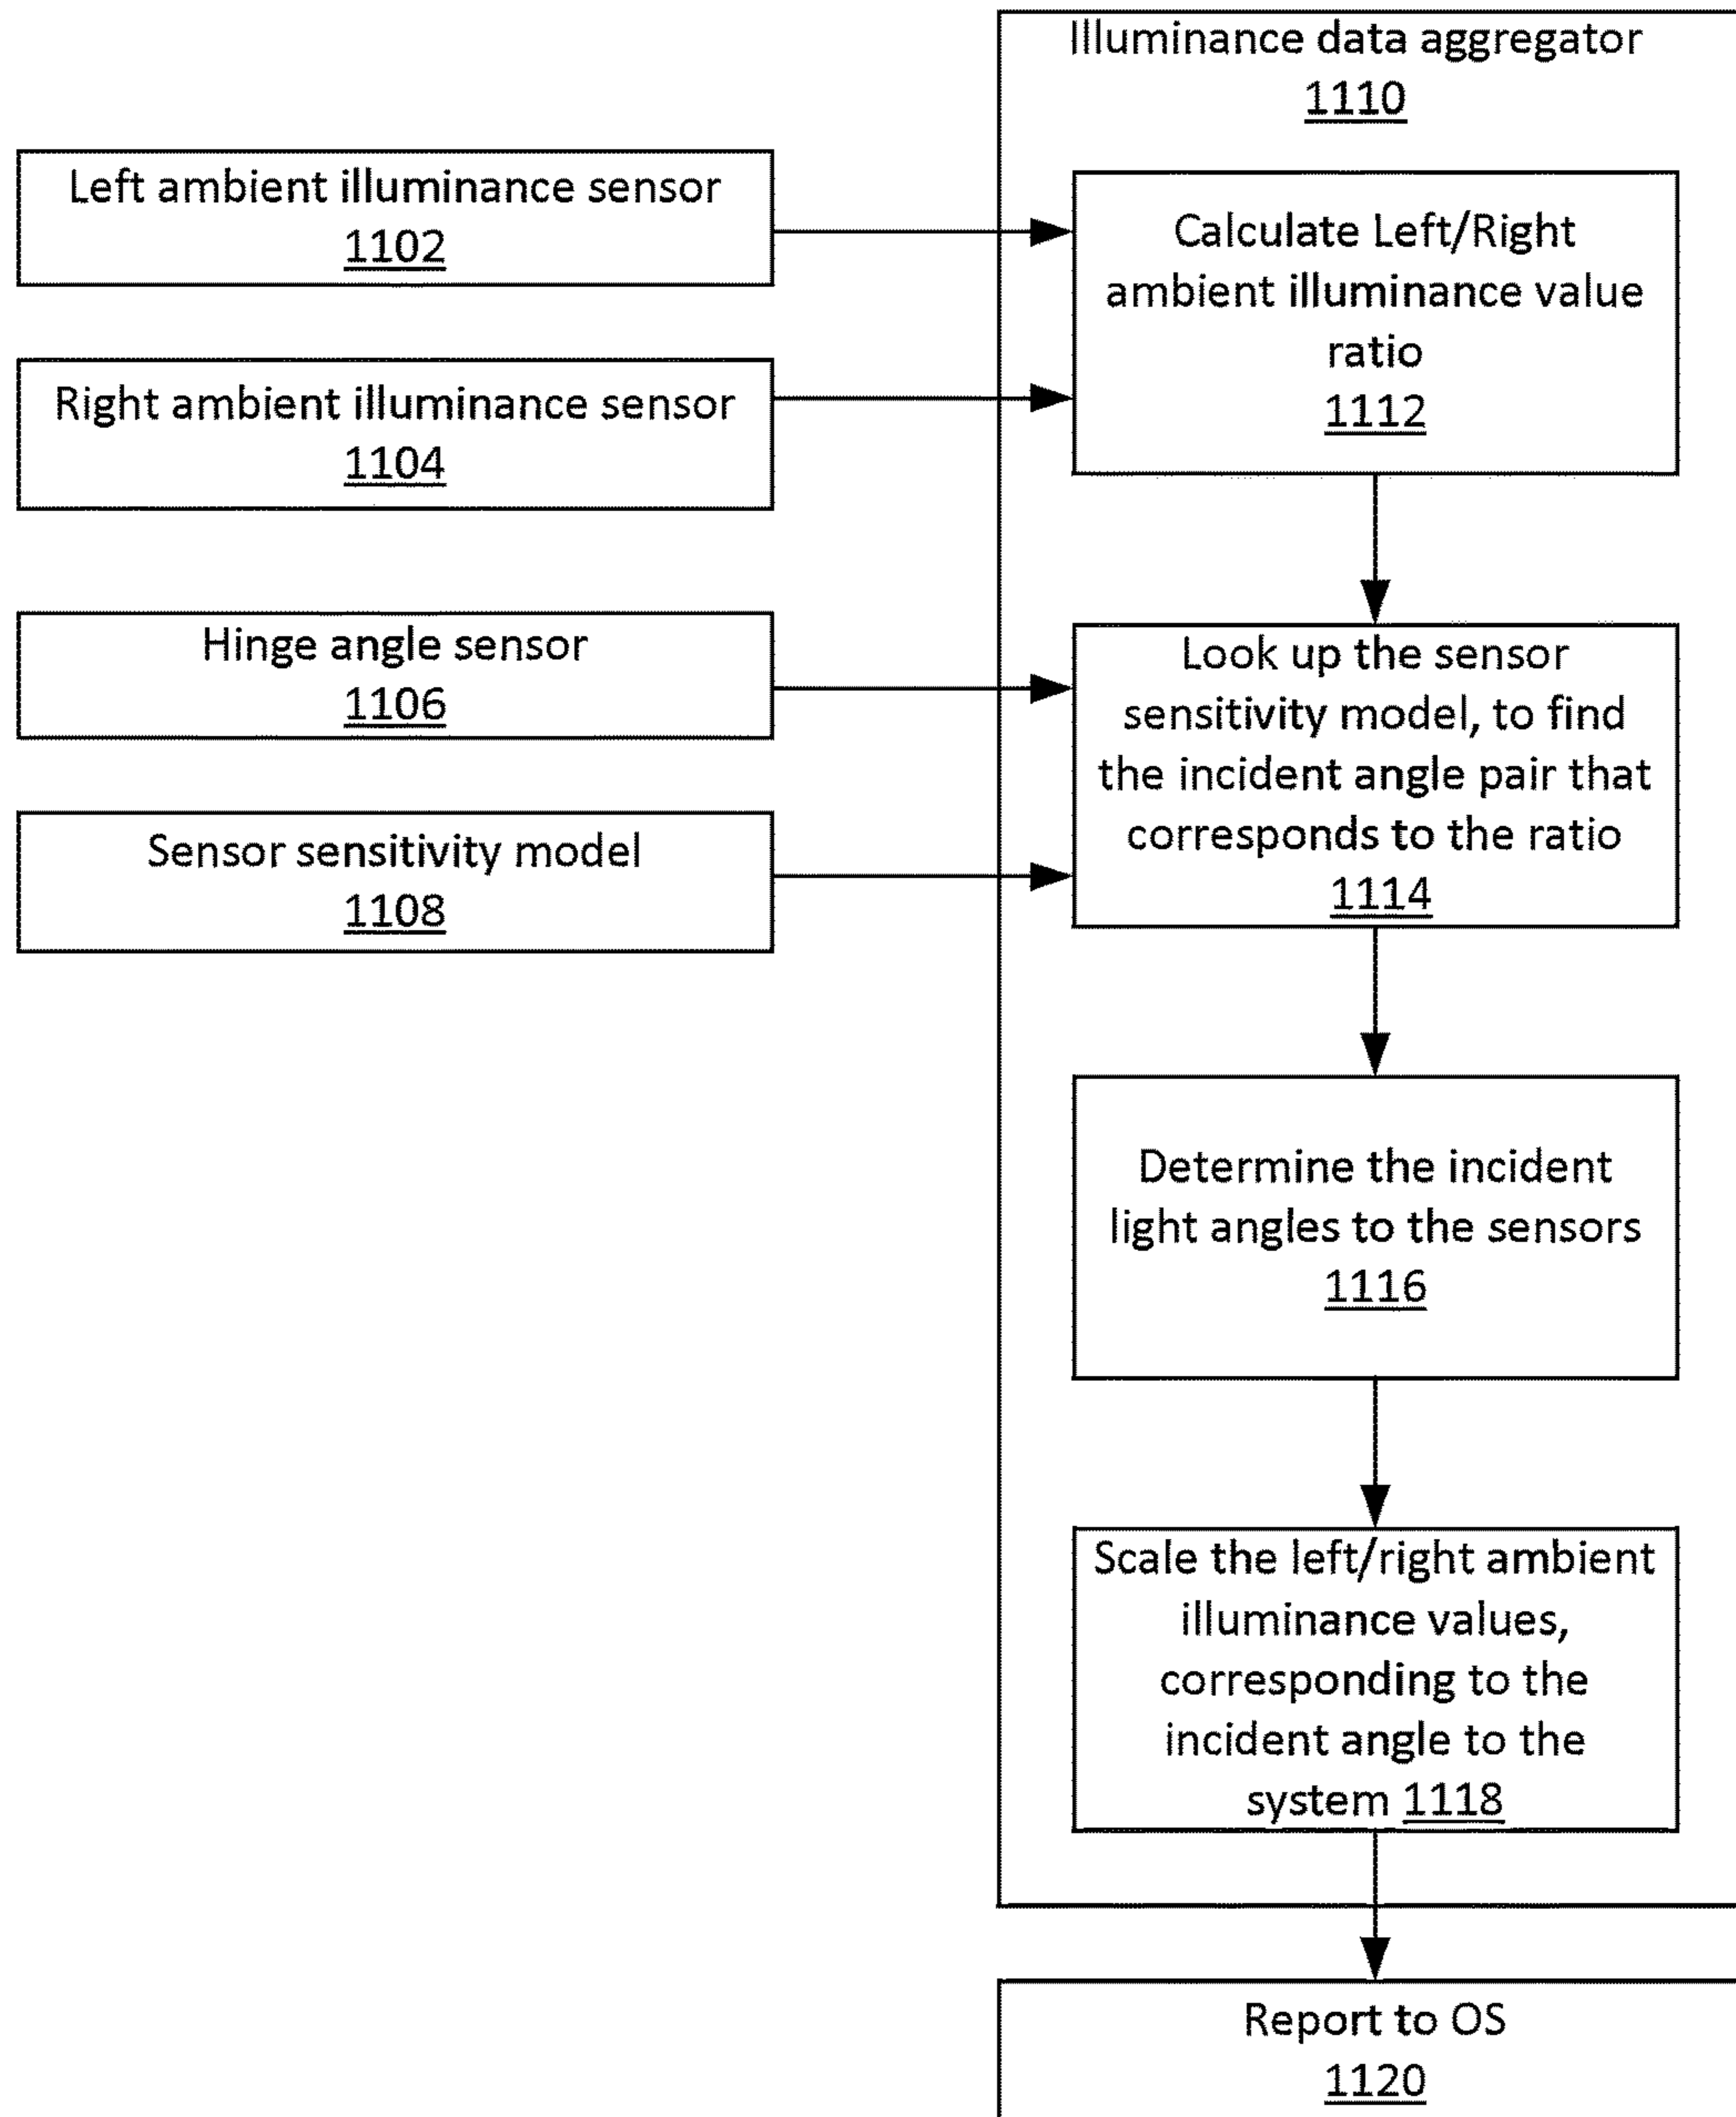 Illuminance data aggregator
1110
Left ambient illuminance sensor
1102
Right ambient illuminance sensor
1104
Hinge angle sensor
1106
Sensor sensitivity model
1108
Calculate Left/Right
ambient illuminance value
ratio
1112
Look up the sensor
sensitivity model, to find
the incident angle pair that
corresponds to the ratio
1114
Determine the incident
light angles to the sensors
1116
Scale the left/right ambient
illuminance values,
corresponding to the
incident angle to the
system 1118
Report to OS
1120